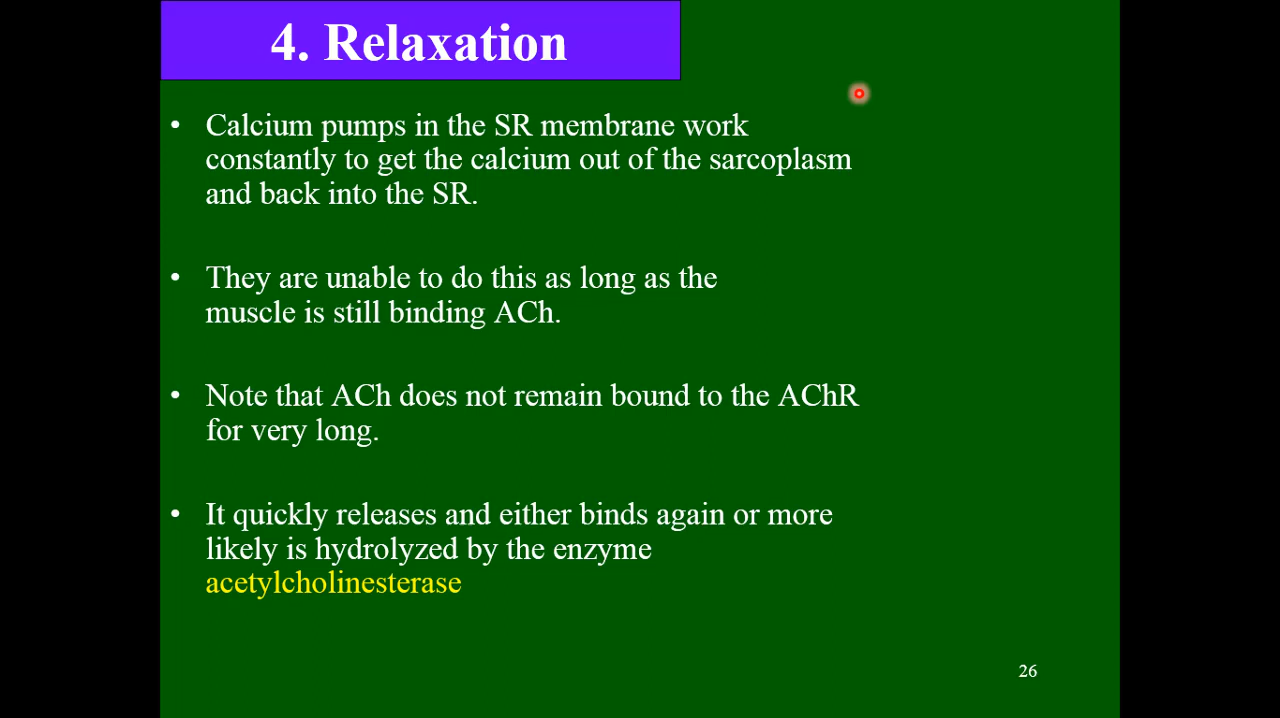 4. Relaxation
• Calcium pumps in the SR membrane work
constantly to get the calcium out of the sarcoplasm
and back into the SR.
• They are unable to do this as long as the
muscle is still binding ACh.
• Note that ACh does not remain bound to the AChR
for very long.
• It quickly releases and either binds again or more
likely is hydrolyzed by the enzyme
acetylcholinesterase
26